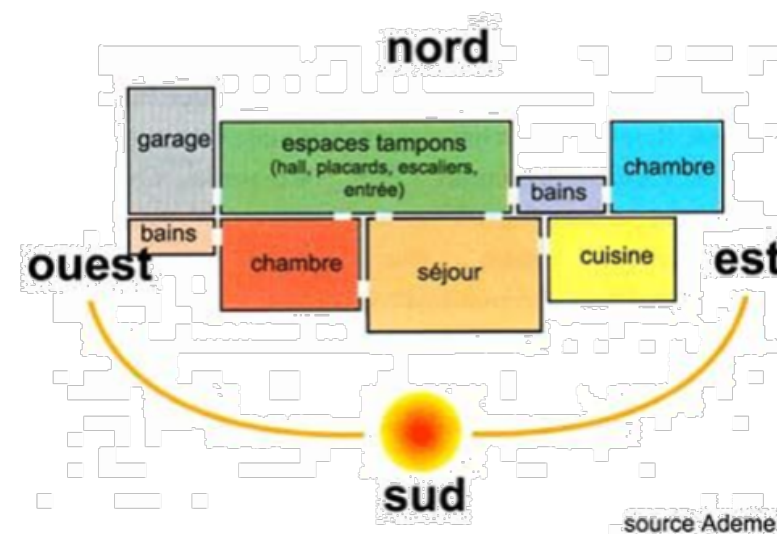 nord
garage
espaces tampons
(hall, placards, escaliers,
entrée)
chambre
bains
bains
chambre
séjour
cuisine
ouest
est
sud
source Ademe